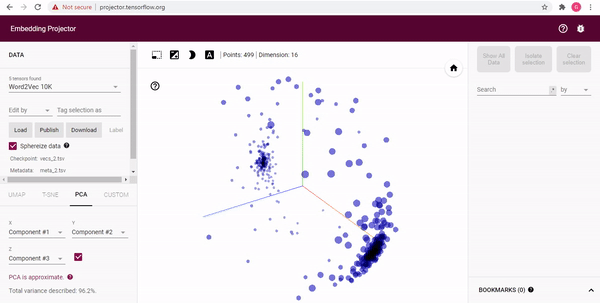 Not secure | projector.tensorflow.org
G
Embedding Projector
DATA
5 tensors found
Word2Vec 10K
Edit by
Tag selection as
Load
Publish
Download
Label
Sphereize data
Checkpoint: vecs_2.tsv
Metadata: meta_2.tsv
UMAP
T-SNE
PCA
CUSTOM
X
Component #1
Y
Component #2
Z
Component #3
PCA is approximate.
Total variance described: 96.2%.
A
Points: 499 | Dimension: 16
Show All Data
Isolate selection
Clear selection
Search
.*
by
BOOKMARKS (0)